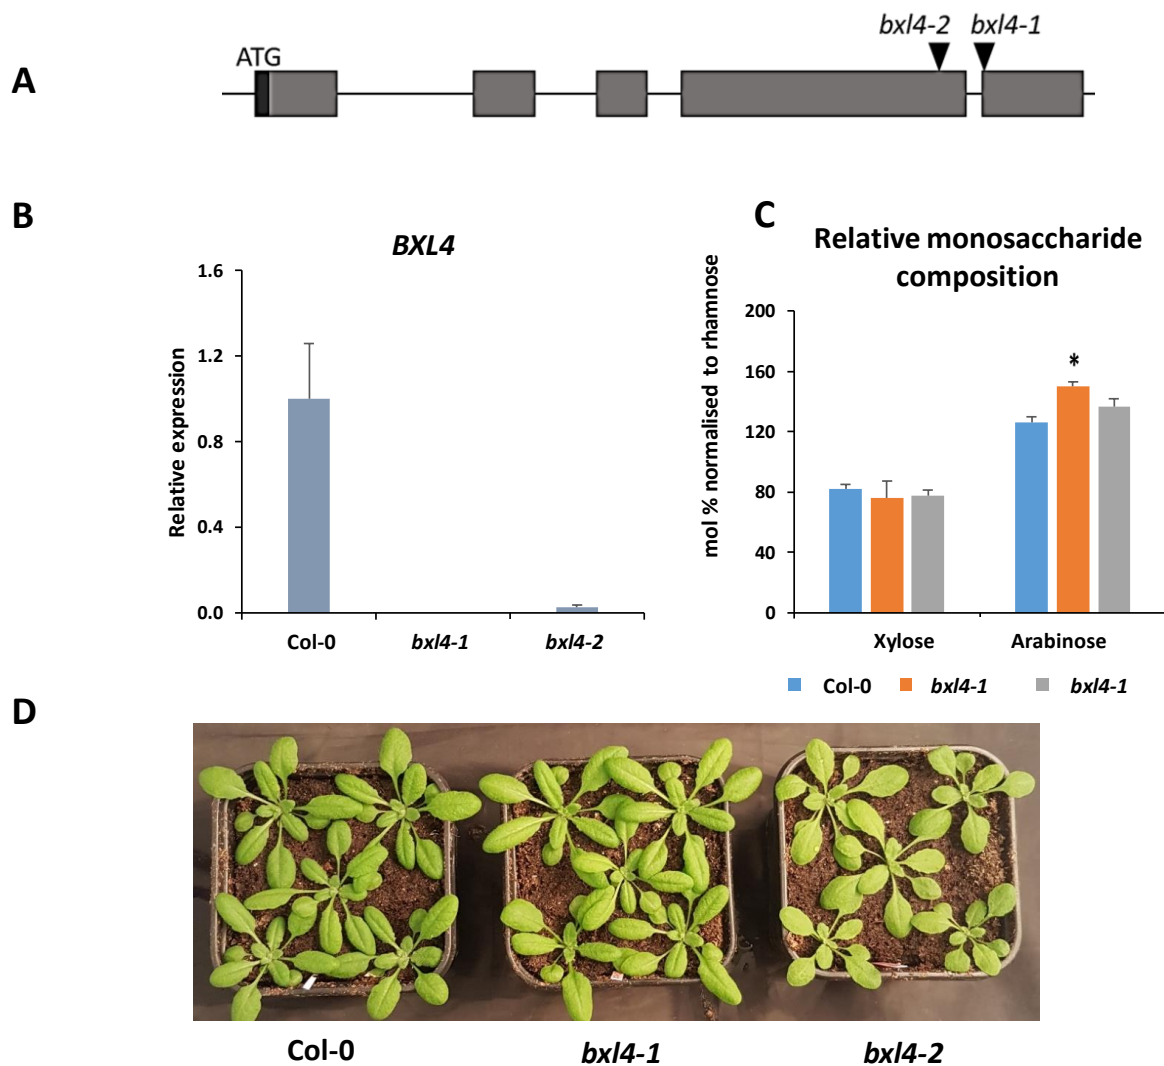 A
ATG
bxl4-2
bxl4-1
B
BXL4
Relative expression
1.6
1.2
0.8
0.4
0.0
Col-0
bxl4-1
bxl4-2
C
Relative monosaccharide
composition
mol % normalised to rhamnose
200
160
120
80
40
0
*
Xylose
Arabinose
Col-0
bxl4-1
bxl4-1
D
Col-0
bxl4-1
bxl4-2